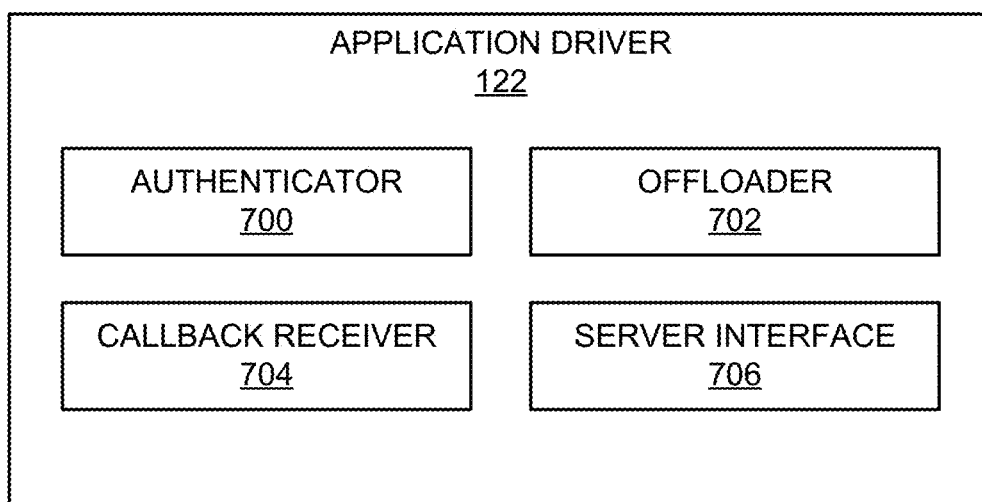 APPLICATION DRIVER
122
AUTHENTICATOR
700
OFFLOADER
702
CALLBACK RECEIVER
704
SERVER INTERFACE
706